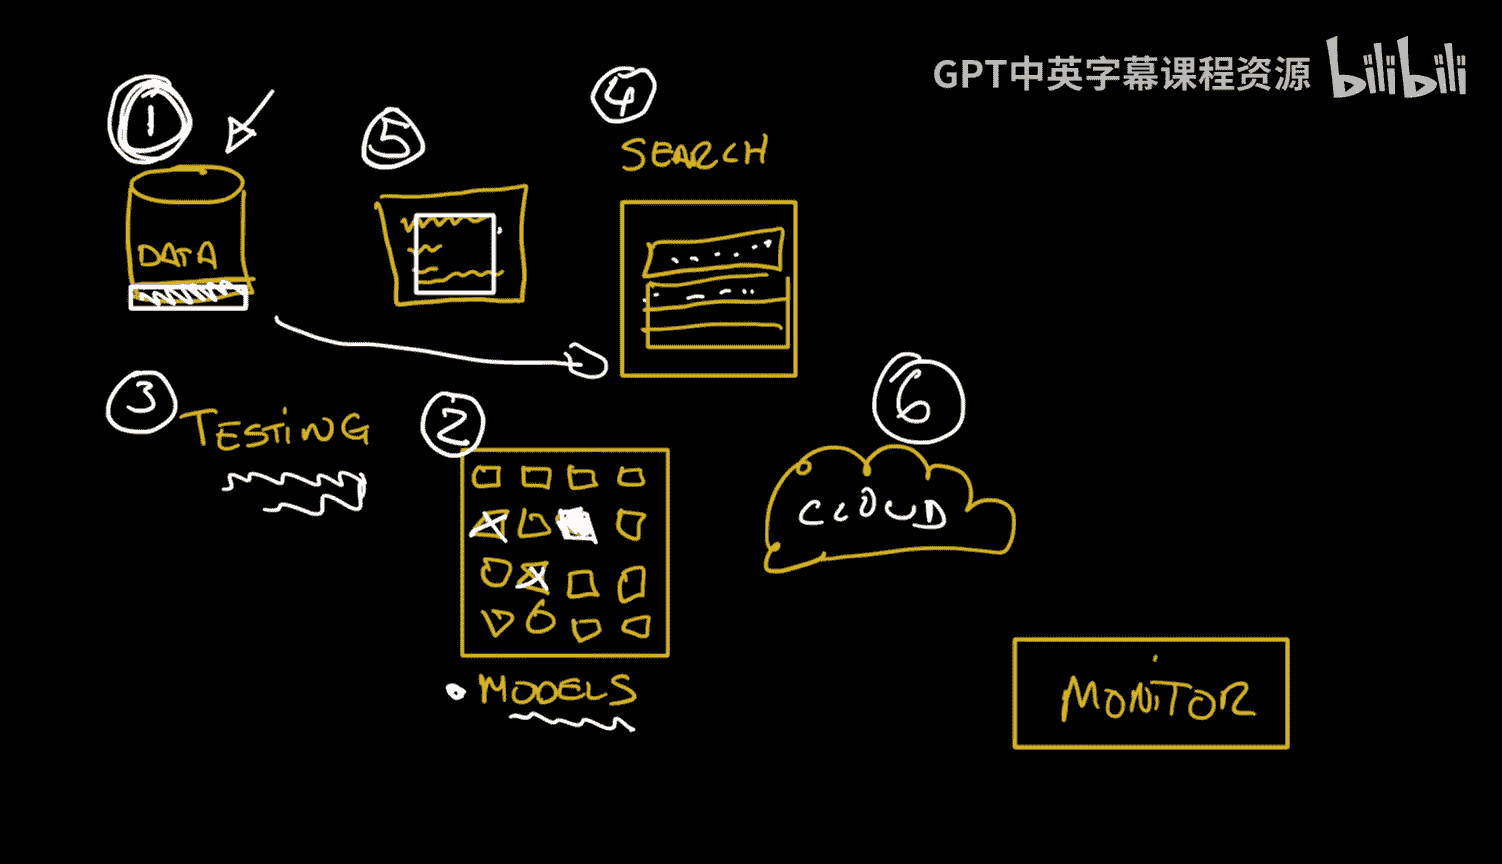 GPT中英字幕课程资源 bilibili
1
5
4
SEARCH
DATA
3
TESTING
2
6
CLOUD
MODELS
MONITOR